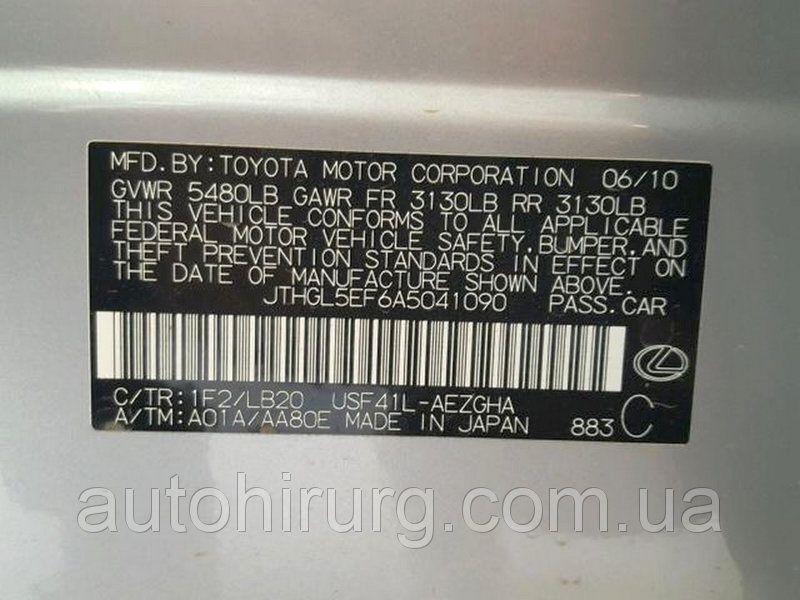 MFD.BY:TOYOTA MOTOR CORPORATION 06/10
GVWR 5480LB GAWR FR 3130LB RR 3130LB
THIS VEHICLE CONFORMS TO ALL APPLICABLE
FEDERAL MOTOR VEHICLE SAFETY,BUMPER,AND
THEFT PREVENTION STANDARDS IN EFFECT ON
THE DATE OF MANUFACTURE SHOWN ABOVE.
JTHGL5EF6A5041090 PASS.CAR
C/TR:1F2/LB20 USF41L-AEZGHA
A/TM:A01A/AA80E MADE IN JAPAN 883 C
autohirurg.com.ua